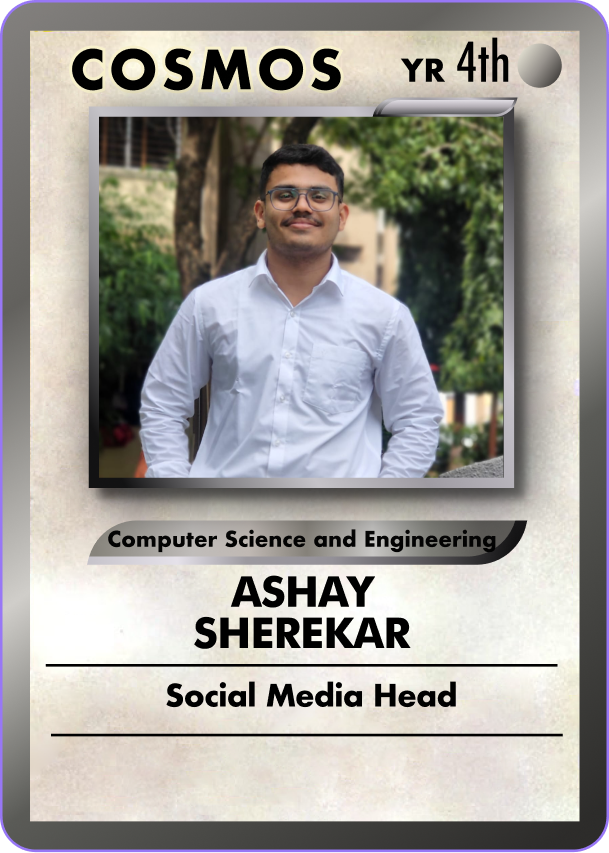 COSMOS YR 4th
Computer Science and Engineering
ASHAY
SHEREKAR
Social Media Head